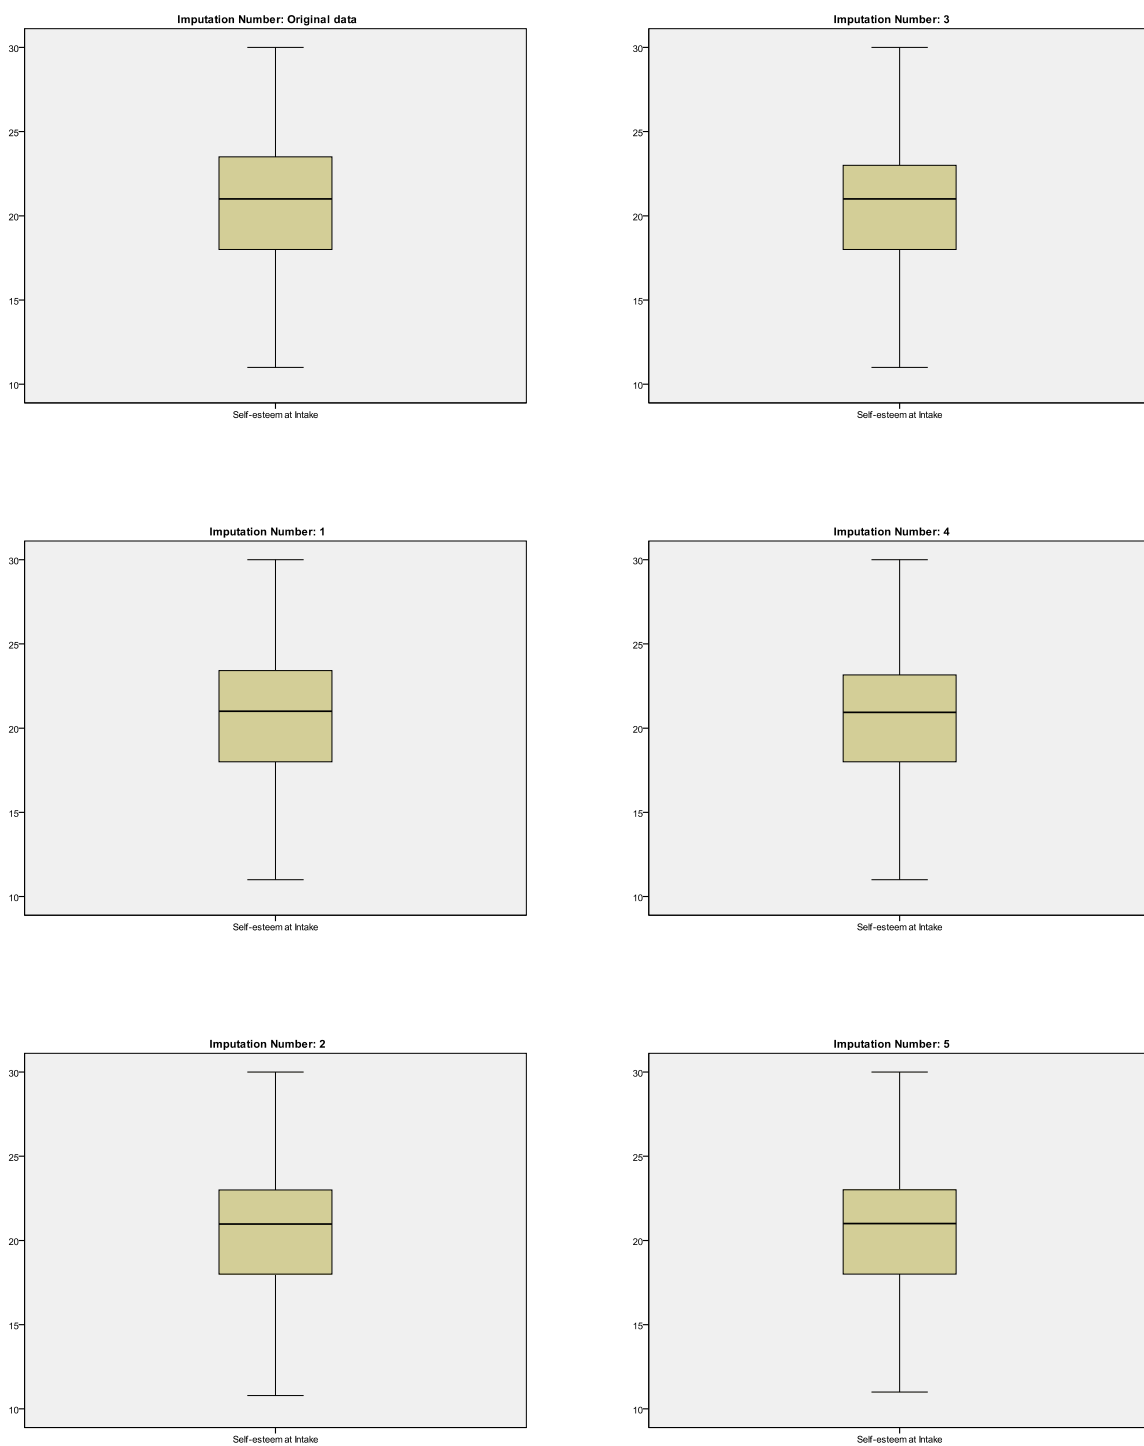 Imputation Number: Original data
30
25
20
15
10
Self-esteem at Intake
Imputation Number: 3
30
25
20
15
10
Self-esteem at Intake
Imputation Number: 1
30
25
20
15
10
Self-esteem at Intake
Imputation Number: 4
30
25
20
15
10
Self-esteem at Intake
Imputation Number: 2
30
25
20
15
10
Self-esteem at Intake
Imputation Number: 5
30
25
20
15
10
Self-esteem at Intake